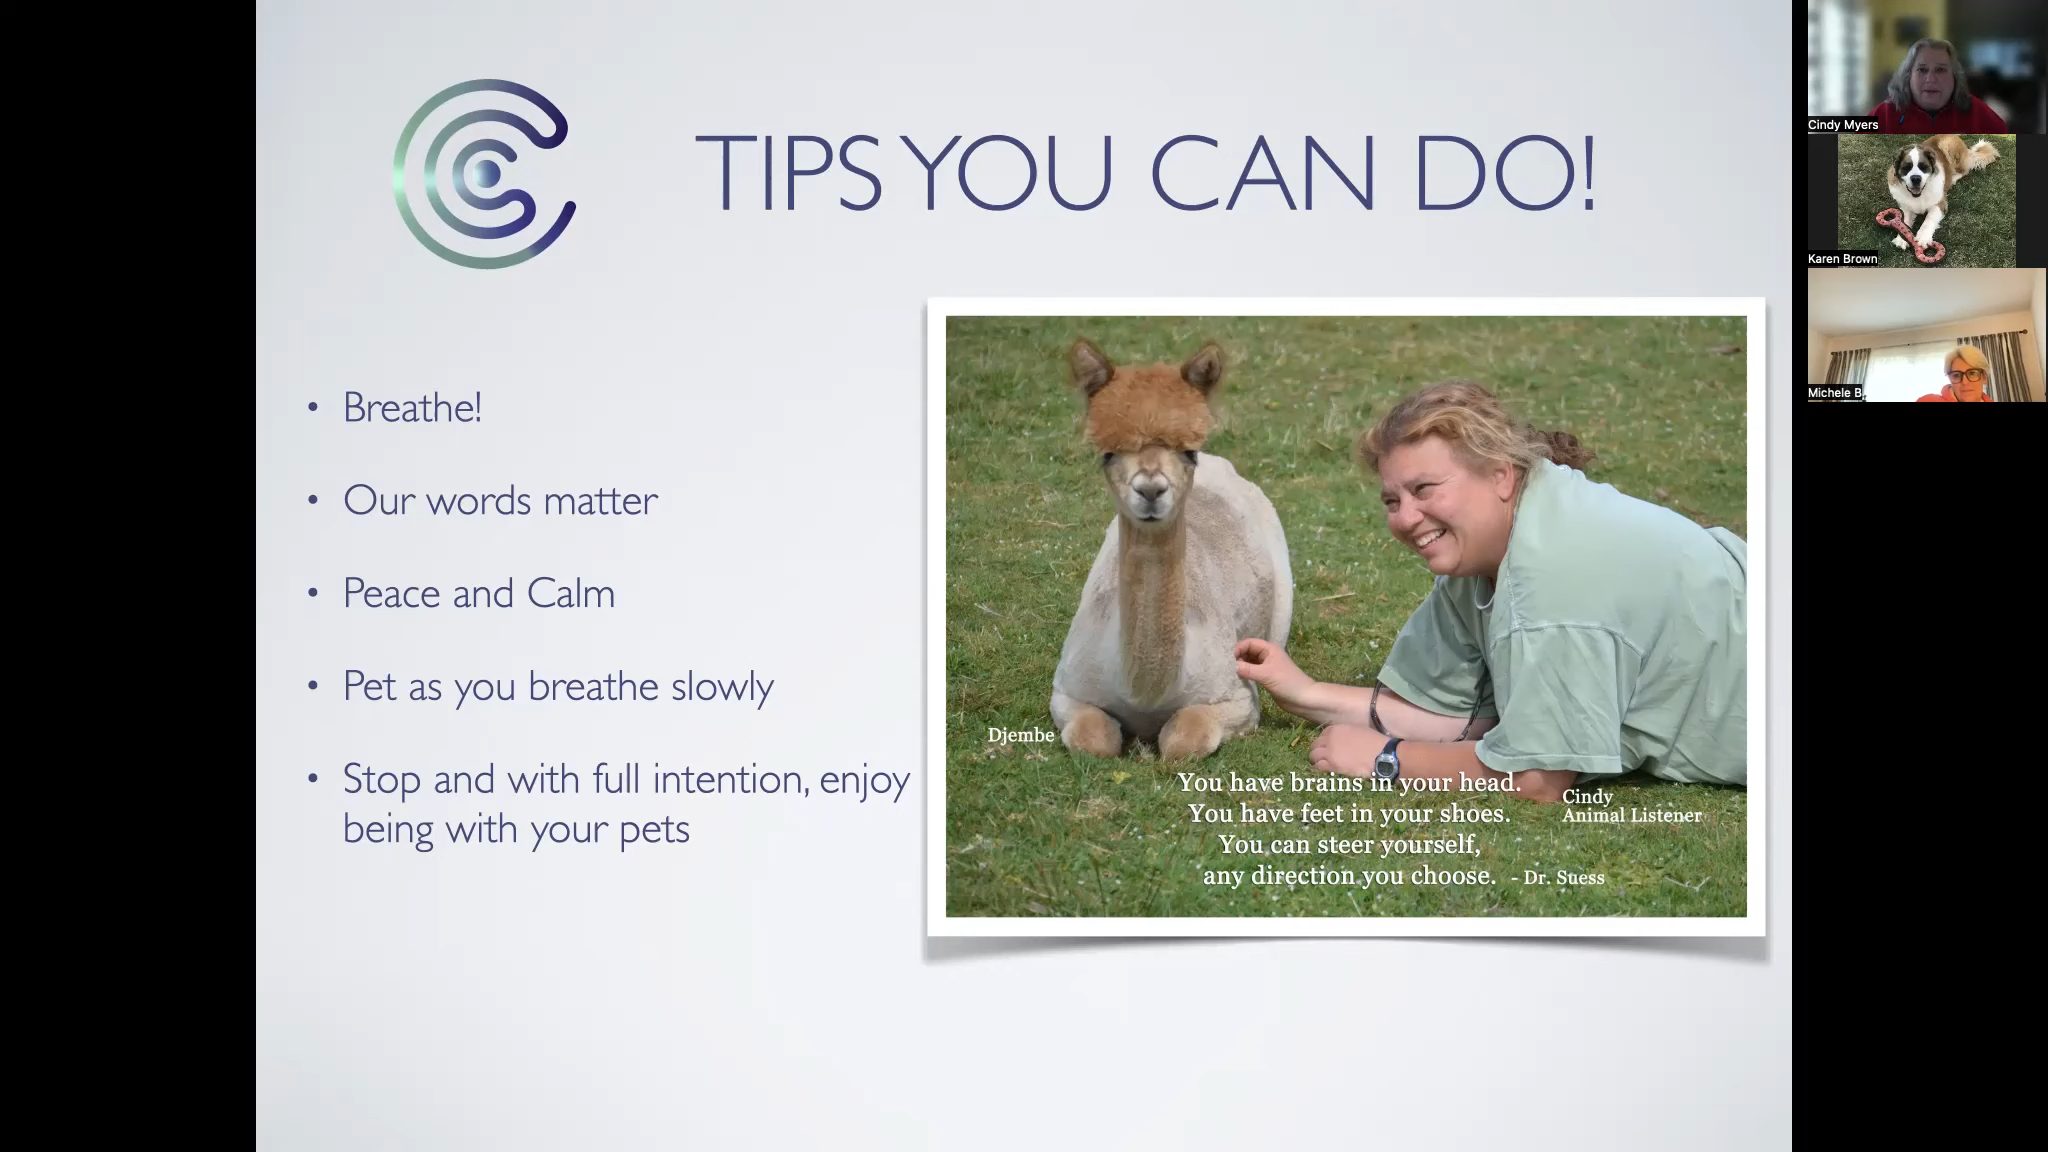 TIPS YOU CAN DO!
• Breathe!
• Our words matter
• Peace and Calm
• Pet as you breathe slowly
• Stop and with full intention, enjoy
being with your pets
Djembe
You have brains in your head.
You have feet in your shoes.
You can steer yourself,
any direction you choose. - Dr. Suess
Cindy
Animal Listener
Cindy Myers
Karen Brown
Michele B